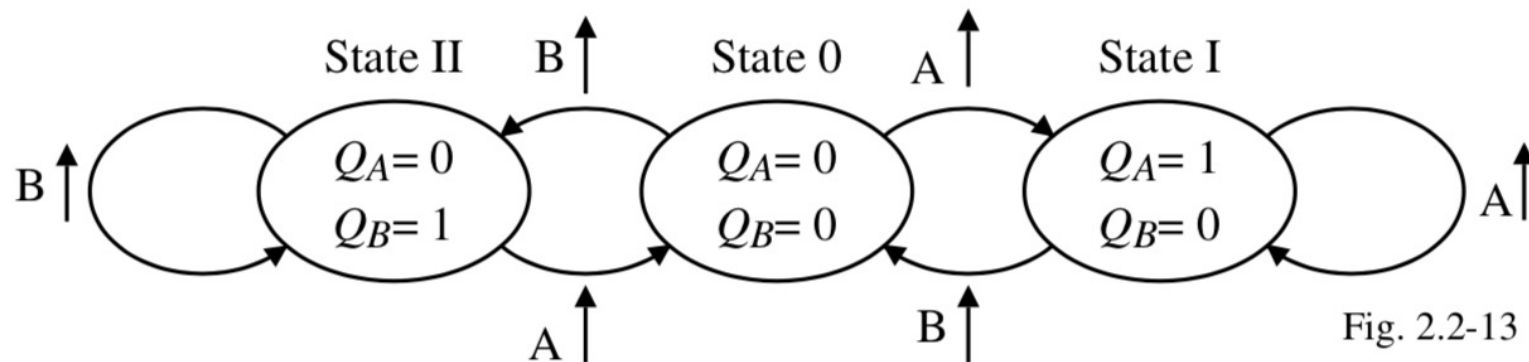 State II
B
State 0
A
State I
B
Q_A= 0
Q_B= 1
Q_A= 0
Q_B= 0
Q_A= 1
Q_B= 0
A
A
B
Fig. 2.2-13